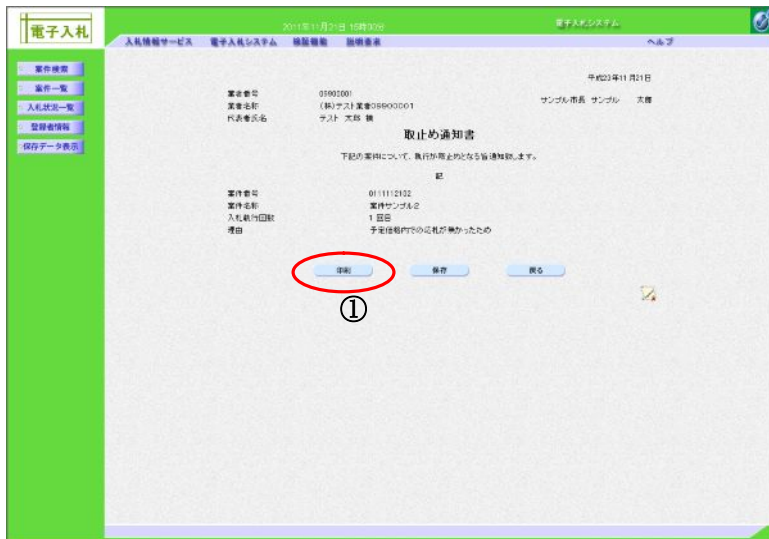 電子入札
2011年11月21日 15時00分
電子入札システム
入札情報サービス 電子入札システム 検証機能 説明要求
ヘルプ
案件検索
案件一覧
入札状況一覧
登録者情報
保存データ表示
平成23年11月21日
業者番号 09900001
業者名称 (株)テスト業者09900001
サンプル市長 サンプル 太郎
代表者氏名 テスト 太郎 様
取止め通知書
下記の案件について、執行が取止めとなる旨通知致します。
記
案件番号 0111112102
案件名称 案件サンプル2
入札執行回数 1 回目
理由 予定価格内での応札が無かったため
印刷 保存 戻る
①